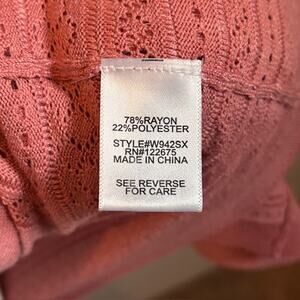 78%RAYON
22%POLYESTER
STYLE#W942SX
RN#122675
MADE IN CHINA
SEE REVERSE
FOR CARE